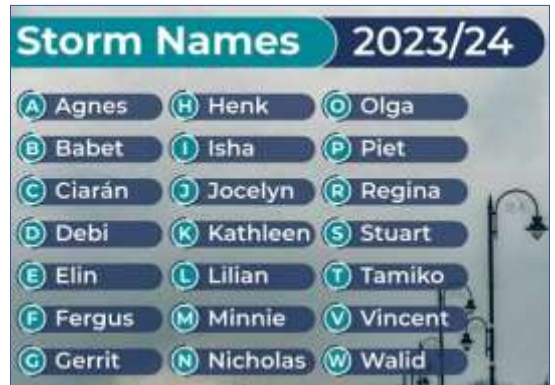 Storm Names 2023/24
A Agnes H Henk O Olga
B Babet I Isha P Piet
C Ciarán J Jocelyn R Regina
D Debi K Kathleen S Stuart
E Elin L Lilian T Tamiko
F Fergus M Minnie V Vincent
G Gerrit N Nicholas W Walid